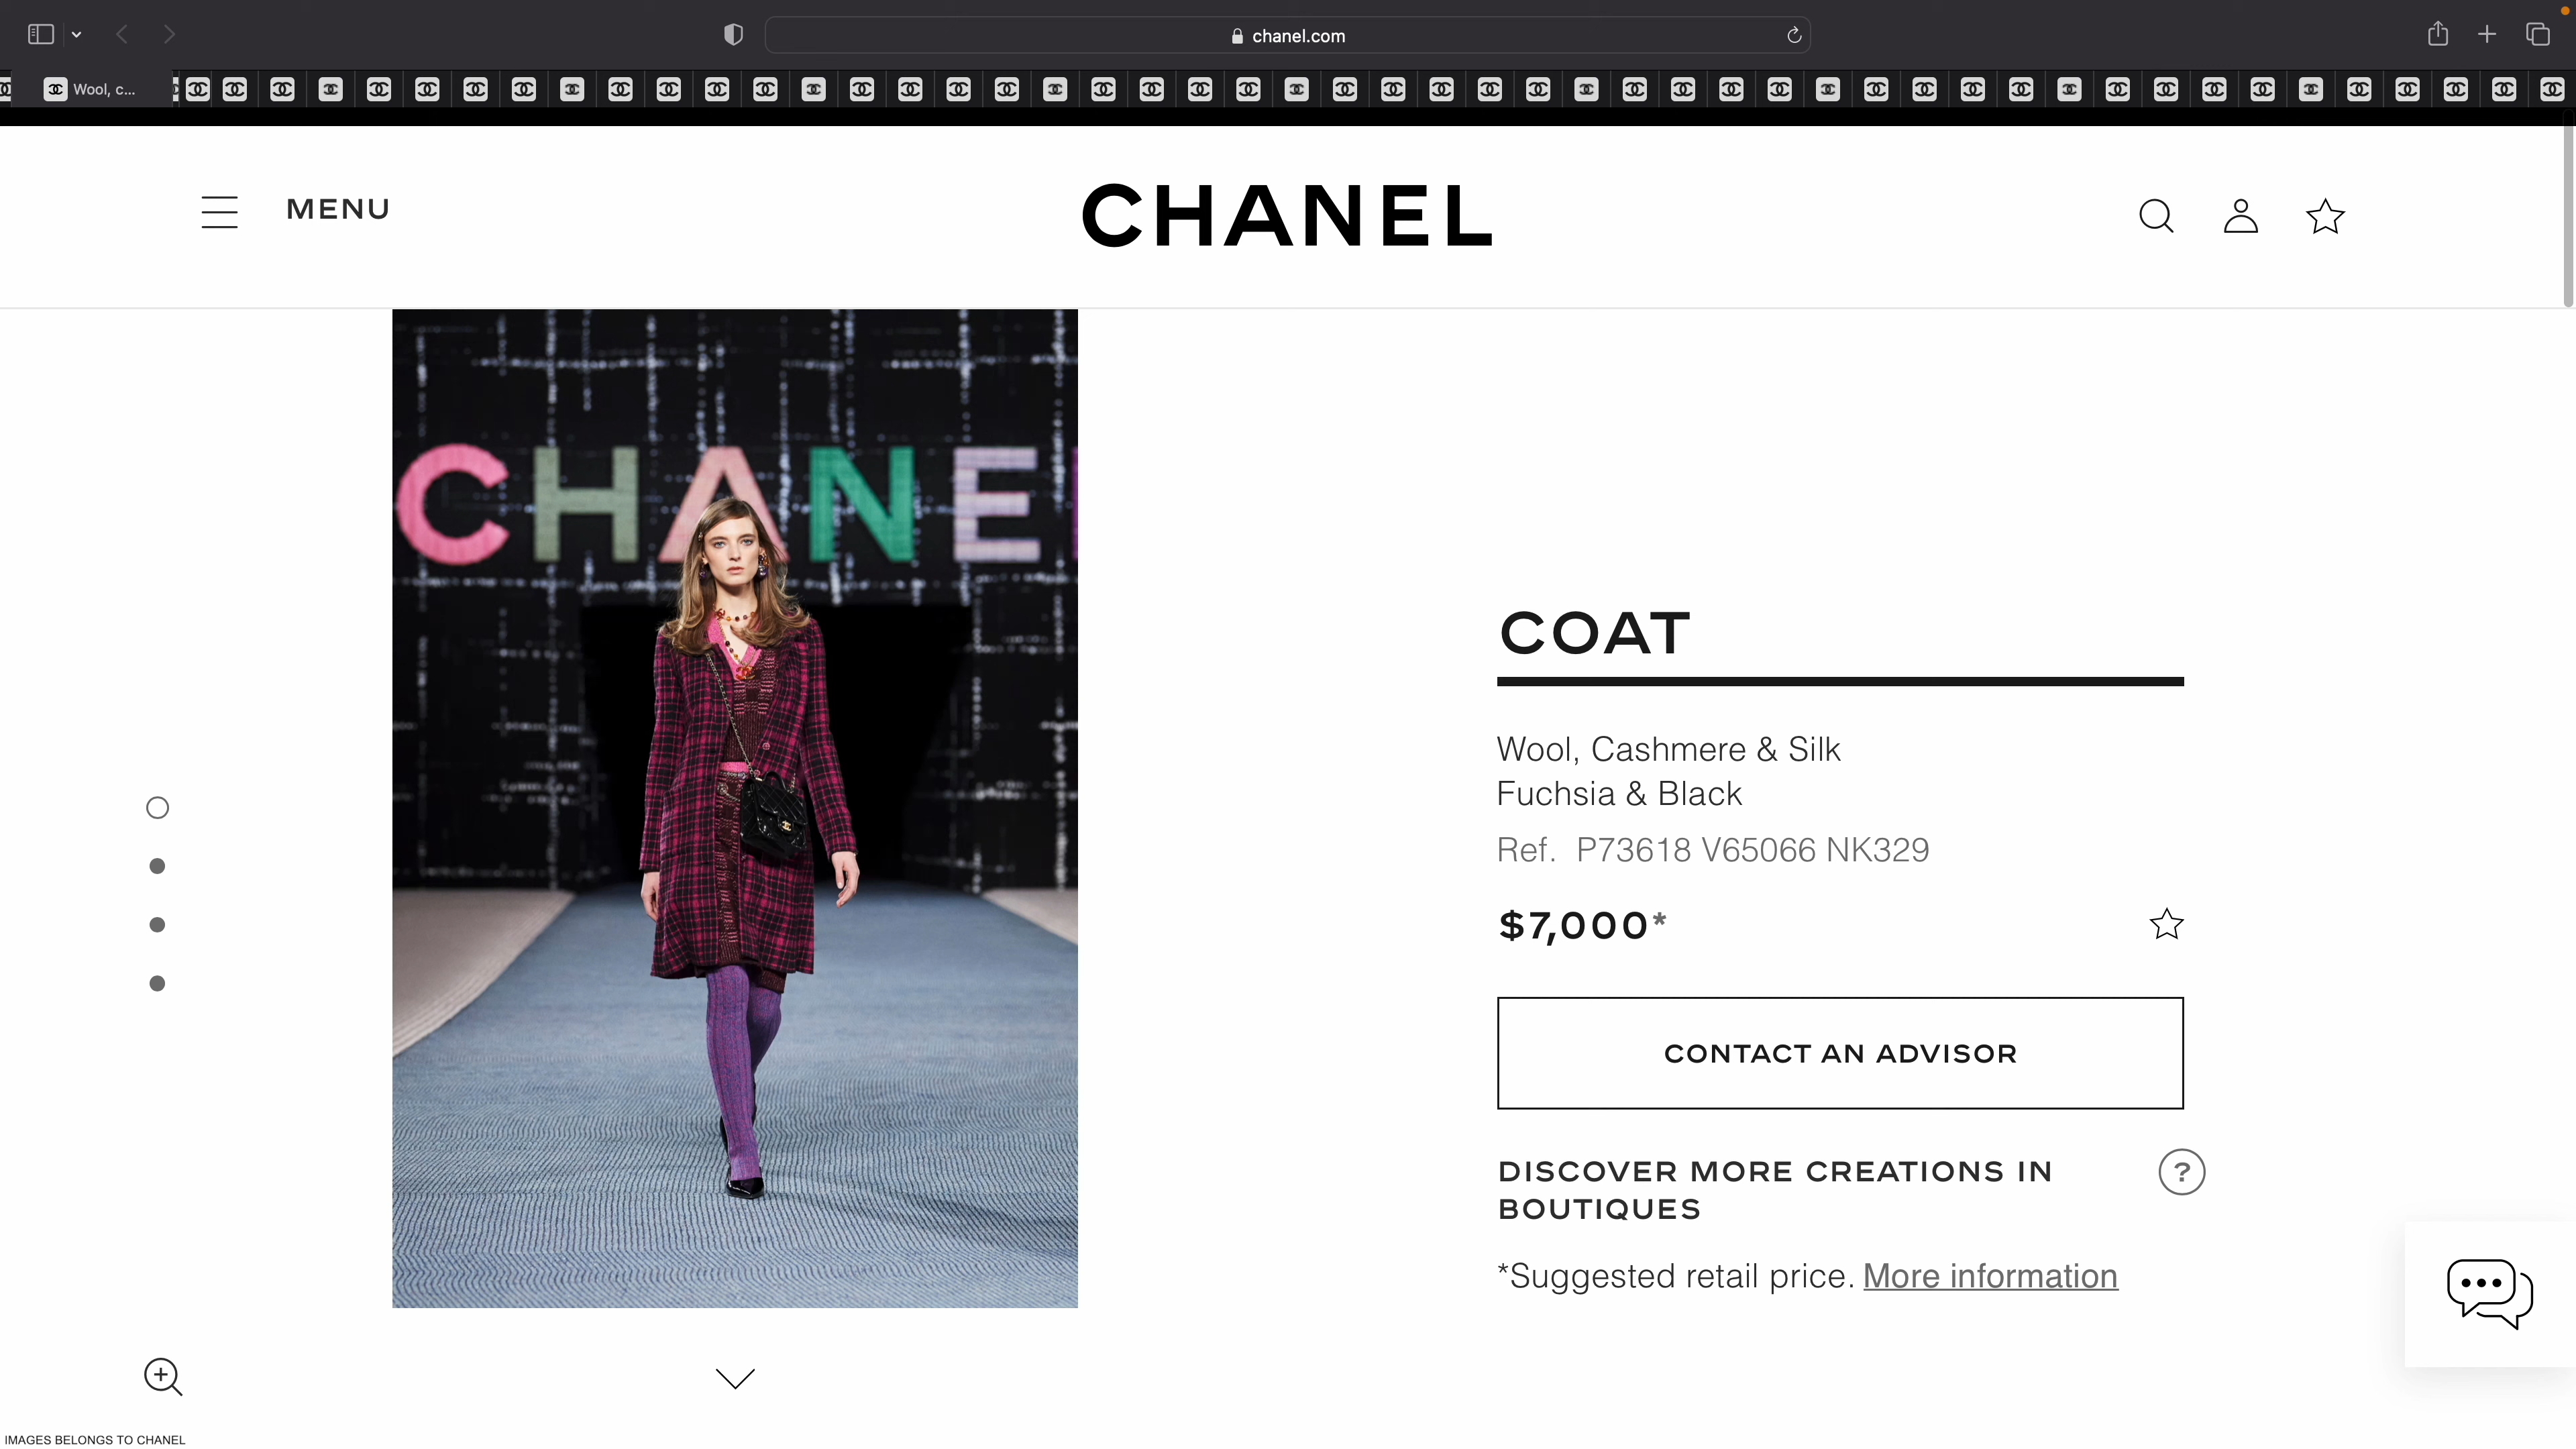 chanel.com
Wool, c...
MENU
CHANEL
CHANE
COAT
Wool, Cashmere & Silk
Fuchsia & Black
Ref. P73618 V65066 NK329
$7,000*
CONTACT AN ADVISOR
DISCOVER MORE CREATIONS IN
BOUTIQUES
?
*Suggested retail price. More information
IMAGES BELONGS TO CHANEL